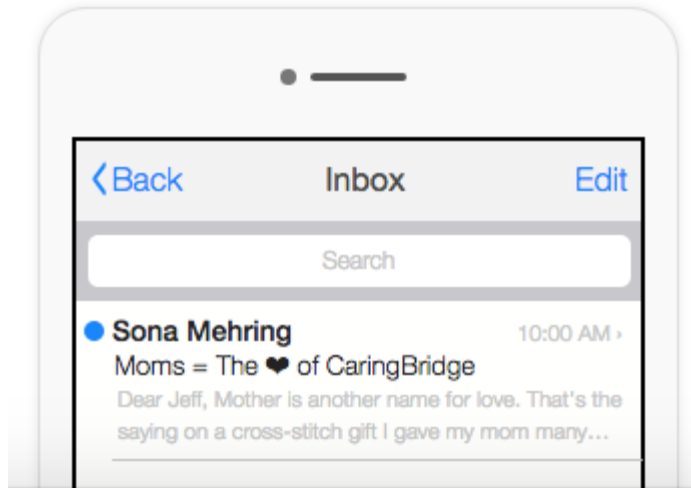 Back Inbox Edit
Search
Sona Mehring 10:00 AM
Moms = The ❤ of CaringBridge
Dear Jeff, Mother is another name for love. That's the
saying on a cross-stitch gift I gave my mom many...